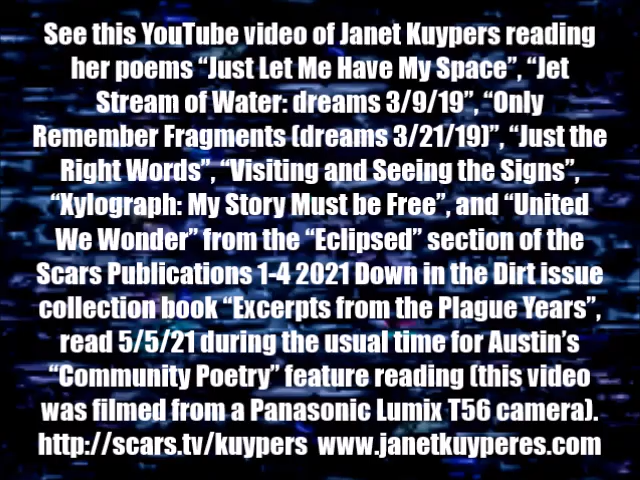 See this YouTube video of Janet Kuypers reading
her poems “Just Let Me Have My Space”, “Jet
Stream of Water: dreams 3/9/19”, “Only
Remember Fragments (dreams 3/21/19)”, “Just the
Right Words”, “Visiting and Seeing the Signs”,
“Xylograph: My Story Must be Free”, and “United
We Wonder” from the “Eclipsed” section of the
Scars Publications 1-4 2021 Down in the Dirt issue
collection book “Excerpts from the Plague Years”,
read 5/5/21 during the usual time for Austin’s
“Community Poetry” feature reading (this video
was filmed from a Panasonic Lumix T56 camera).
http://scars.tv/kuypers  www.janetkuyperes.com